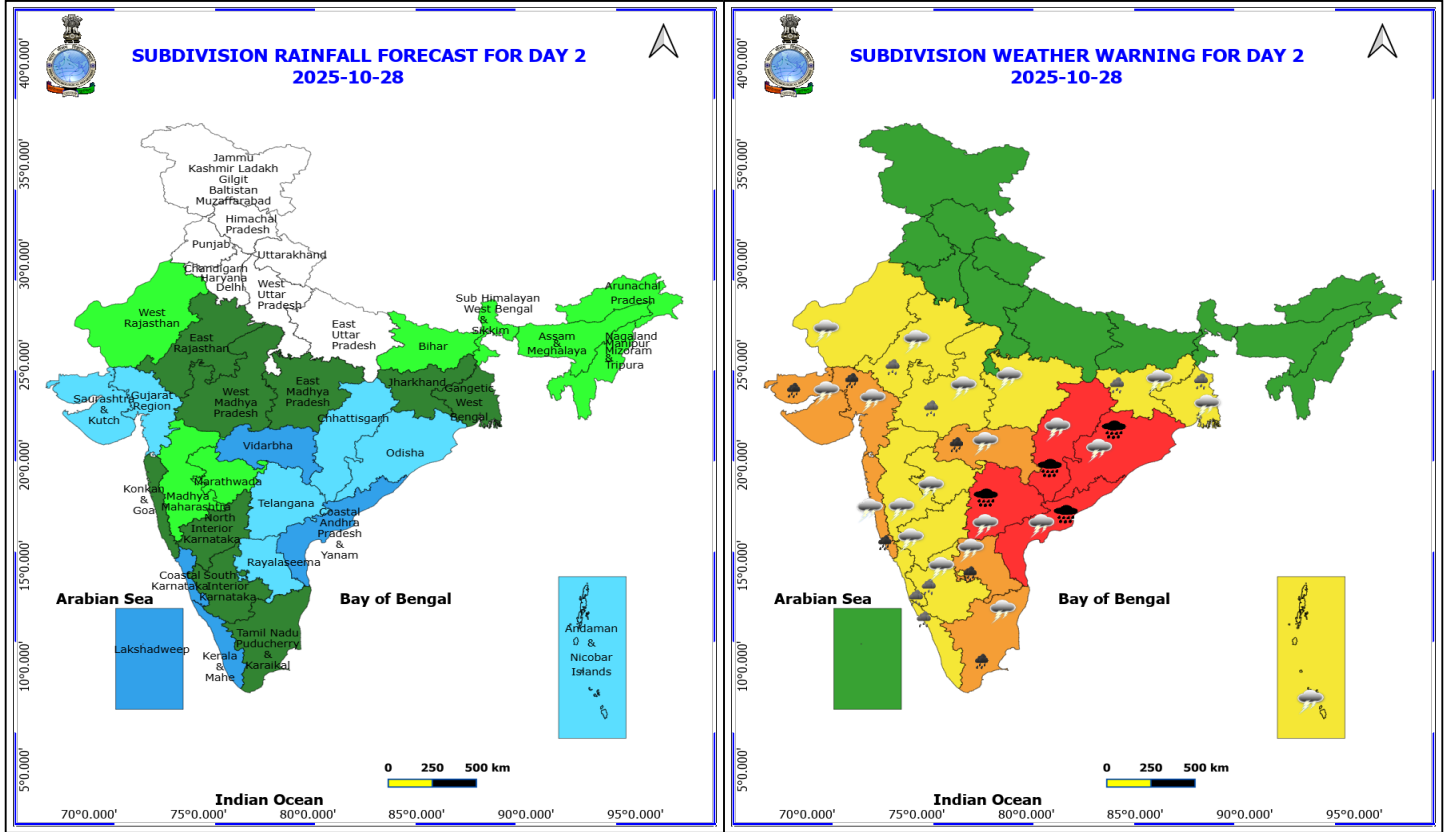 SUBDIVISION RAINFALL FORECAST FOR DAY 2
2025-10-28
40°0.000'
35°0.000'
30°0.000'
25°0.000'
20°0.000'
15°0.000'
10°0.000'
5°0.000'
Jammu
Kashmir Ladakh
Gilgit
Baltistan
Muzaffarabad
Himachal
Pradesh
Punjab
Uttarakhand
Chandigarh
Haryana
Delhi
West
Uttar
Pradesh
East
Uttar
Pradesh
West
Rajasthan
East
Rajasthan
Bihar
Sub Himalayan
West Bengal
&
Sikkim
Arunachal
Pradesh
Assam
&
Meghalaya
Nagaland
Manipur
Mizoram
&
Tripura
Saurashtra
&
Kutch
Gujarat
Region
West
Madhya
Pradesh
East
Madhya
Pradesh
Jharkhand
Gangetic
West
Bengal
Chhattisgarh
Vidarbha
Odisha
Konkan
&
Goa
Madhya
Maharashtra
Marathwada
Telangana
North
Interior
Karnataka
Coastal
Andhra
Pradesh
&
Yanam
Rayalaseema
Coastal
Karnataka
South
Interior
Karnataka
Arabian Sea
Bay of Bengal
Lakshadweep
Kerala
&
Mahe
Tamil Nadu
Puducherry
&
Karaikal
Andaman
&
Nicobar
Islands
0 250 500 km
Indian Ocean
70°0.000' 75°0.000' 80°0.000' 85°0.000' 90°0.000' 95°0.000'
SUBDIVISION WEATHER WARNING FOR DAY 2
2025-10-28
40°0.000'
35°0.000'
30°0.000'
25°0.000'
20°0.000'
15°0.000'
10°0.000'
5°0.000'
Arabian Sea
Bay of Bengal
0 250 500 km
Indian Ocean
70°0.000' 75°0.000' 80°0.000' 85°0.000' 90°0.000' 95°0.000'